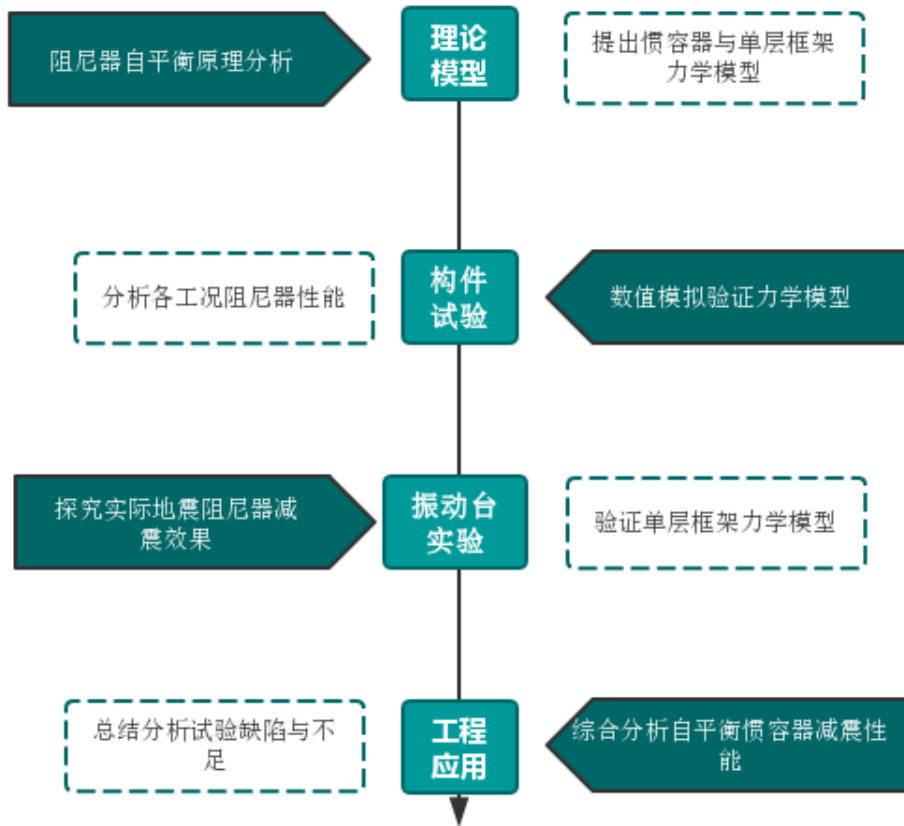 阻尼器自平衡原理分析
理论
模型
提出惯容器与单层框架
力学模型
分析各工况阻尼器性能
构件
试验
数值模拟验证力学模型
探究实际地震阻尼器减
震效果
振动台
实验
验证单层框架力学模型
总结分析试验缺陷与不
足
工程
应用
综合分析自平衡惯容器减震性
能